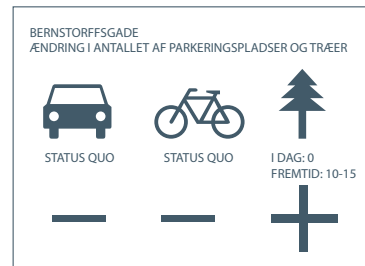 BERNSTORFFSGADE
ÆNDRING I ANTALLET AF PARKERINGSPLADSER OG TRÆER
STATUS QUO
STATUS QUO
I DAG: 0
FREMTID: 10-15